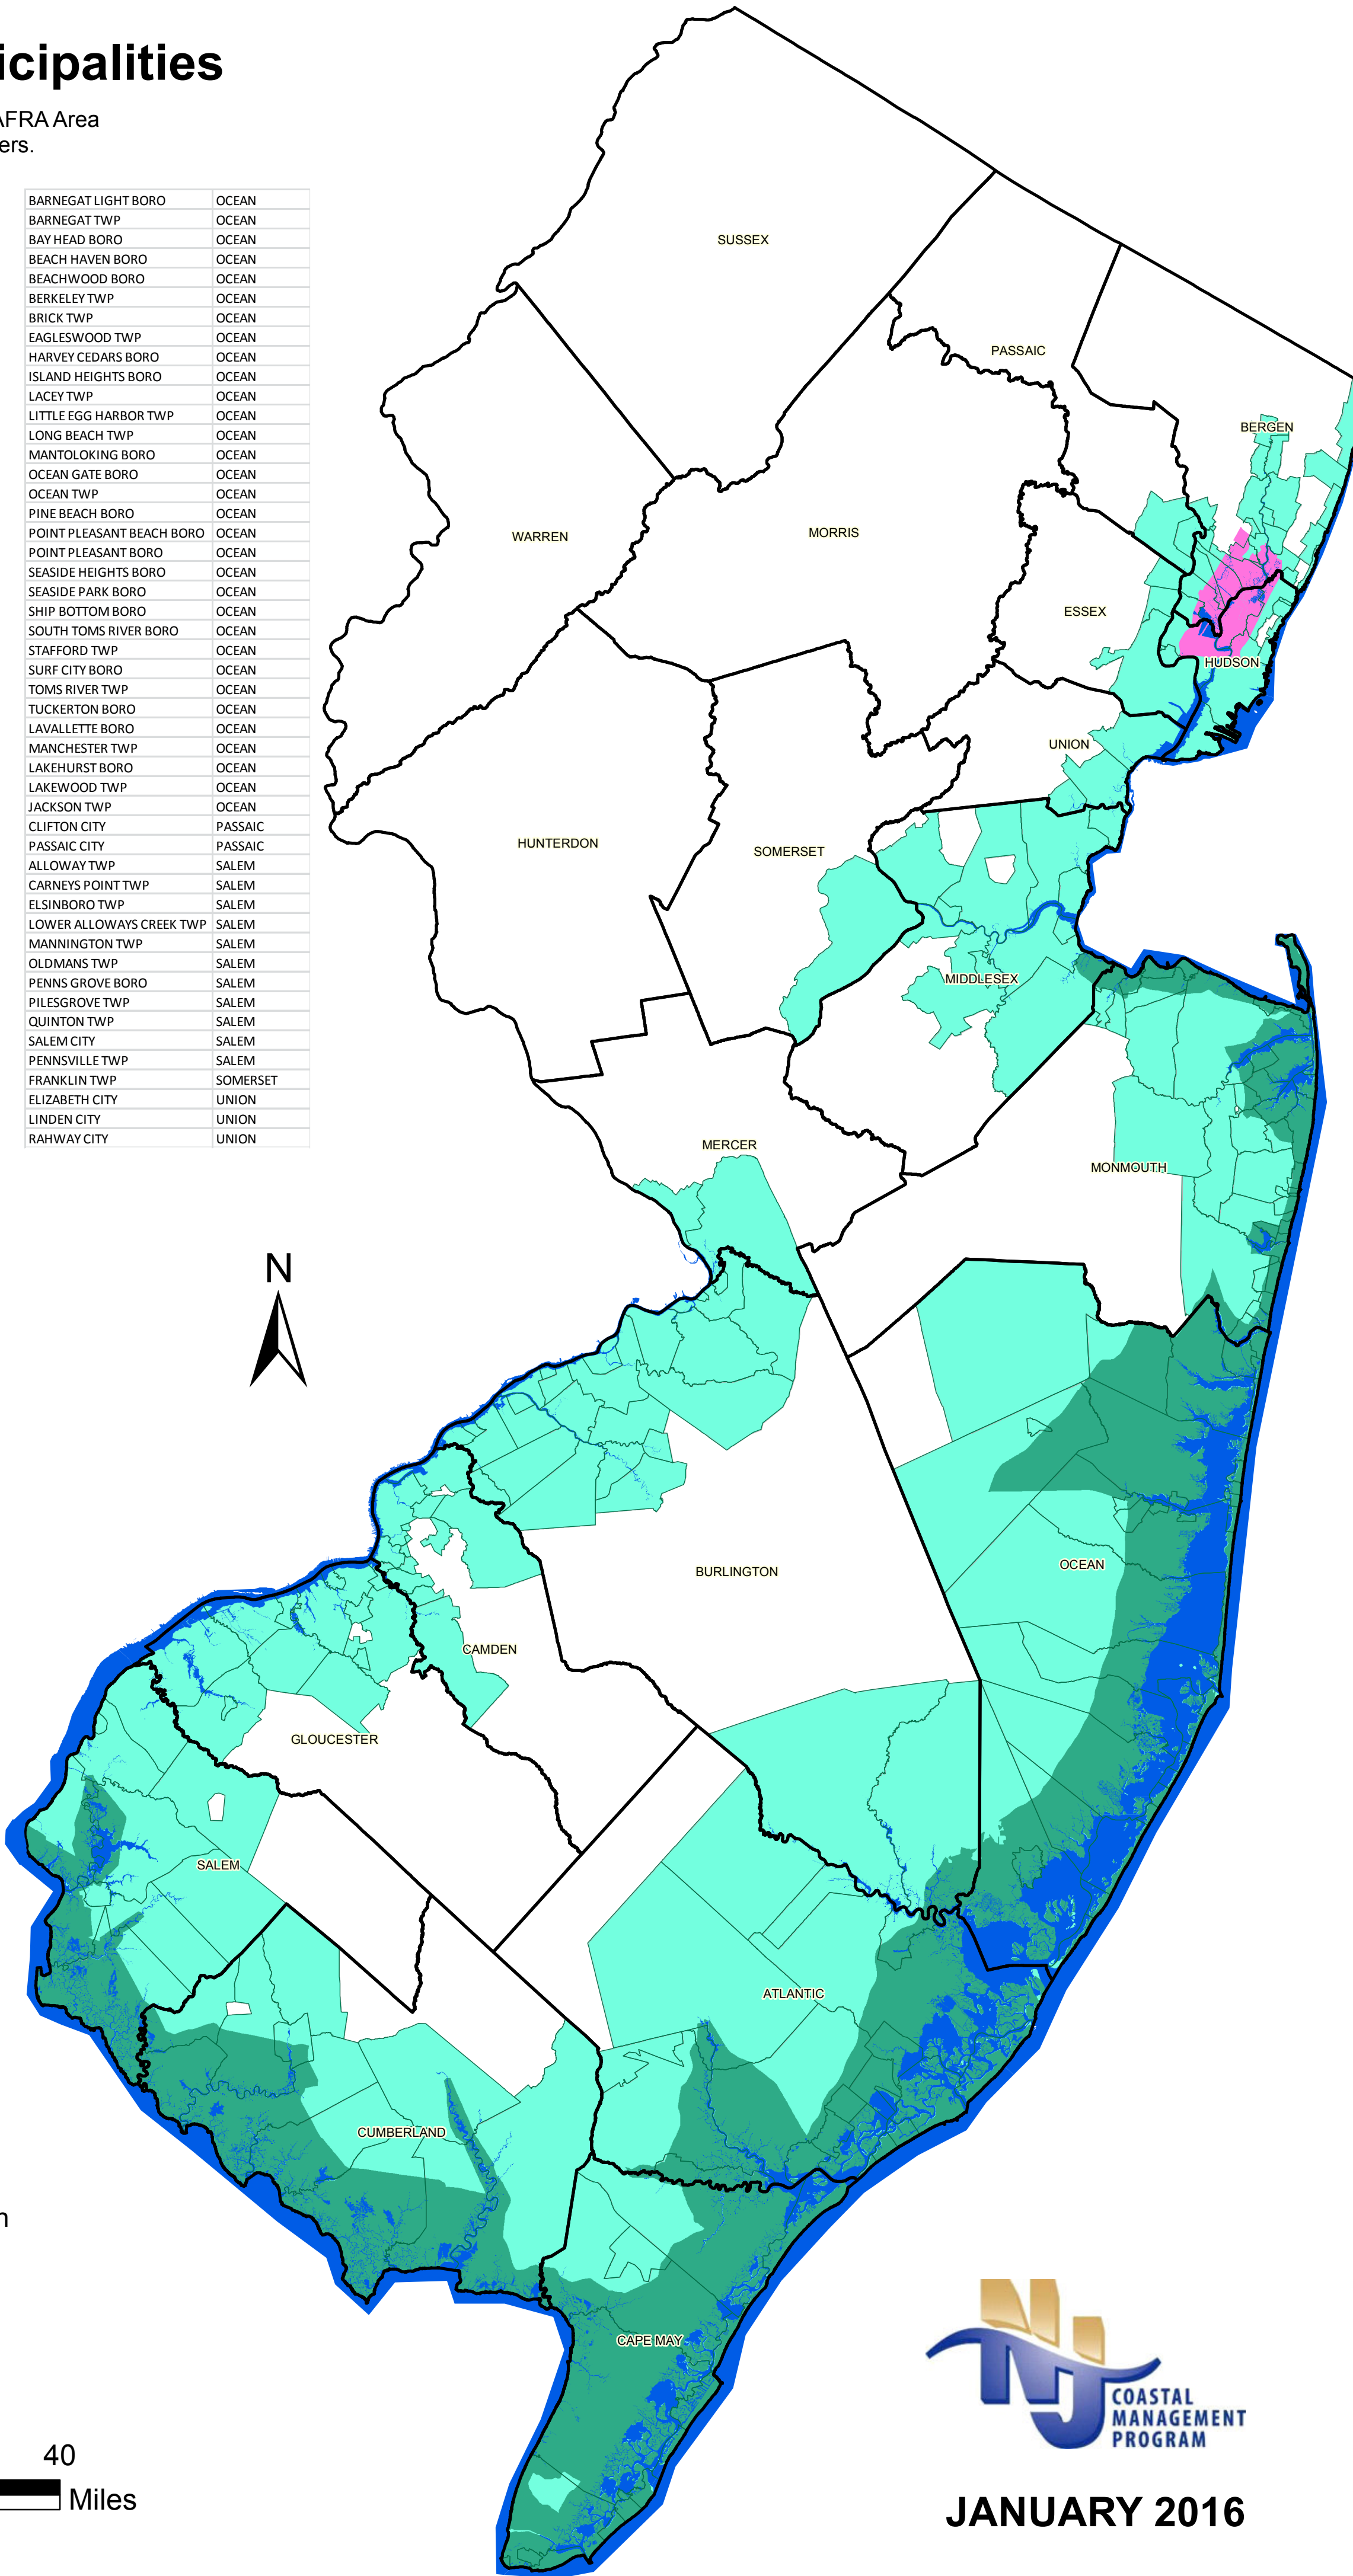 icipalities
AFRA Area
ers.
BARNEGAT LIGHT BORO OCEAN
BARNEGAT TWP OCEAN
BAY HEAD BORO OCEAN
BEACH HAVEN BORO OCEAN
BEACHWOOD BORO OCEAN
BERKELEY TWP OCEAN
BRICK TWP OCEAN
EAGLESWOOD TWP OCEAN
HARVEY CEDARS BORO OCEAN
ISLAND HEIGHTS BORO OCEAN
LACEY TWP OCEAN
LITTLE EGG HARBOR TWP OCEAN
LONG BEACH TWP OCEAN
MANTOLOKING BORO OCEAN
OCEAN GATE BORO OCEAN
OCEAN TWP OCEAN
PINE BEACH BORO OCEAN
POINT PLEASANT BEACH BORO OCEAN
POINT PLEASANT BORO OCEAN
SEASIDE HEIGHTS BORO OCEAN
SEASIDE PARK BORO OCEAN
SHIP BOTTOM BORO OCEAN
SOUTH TOMS RIVER BORO OCEAN
STAFFORD TWP OCEAN
SURF CITY BORO OCEAN
TOMS RIVER TWP OCEAN
TUCKERTON BORO OCEAN
LAVALLETTE BORO OCEAN
MANCHESTER TWP OCEAN
LAKEHURST BORO OCEAN
LAKEWOOD TWP OCEAN
JACKSON TWP OCEAN
CLIFTON CITY PASSAIC
PASSAIC CITY PASSAIC
ALLOWAY TWP SALEM
CARNEYS POINT TWP SALEM
ELSINBORO TWP SALEM
LOWER ALLOWAYS CREEK TWP SALEM
MANNINGTON TWP SALEM
OLDMANS TWP SALEM
PENNS GROVE BORO SALEM
PILESGROVE TWP SALEM
QUINTON TWP SALEM
SALEM CITY SALEM
PENNSVILLE TWP SALEM
FRANKLIN TWP SOMERSET
ELIZABETH CITY UNION
LINDEN CITY UNION
RAHWAY CITY UNION
SUSSEX
PASSAIC
BERGEN
WARREN
MORRIS
ESSEX
HUDSON
UNION
HUNTERDON
SOMERSET
MIDDLESEX
MERCER
MONMOUTH
N
OCEAN
BURLINGTON
CAMDEN
GLOUCESTER
SALEM
ATLANTIC
CUMBERLAND
CAPE MAY
n
40
Miles
NJ
COASTAL
MANAGEMENT
PROGRAM
JANUARY 2016